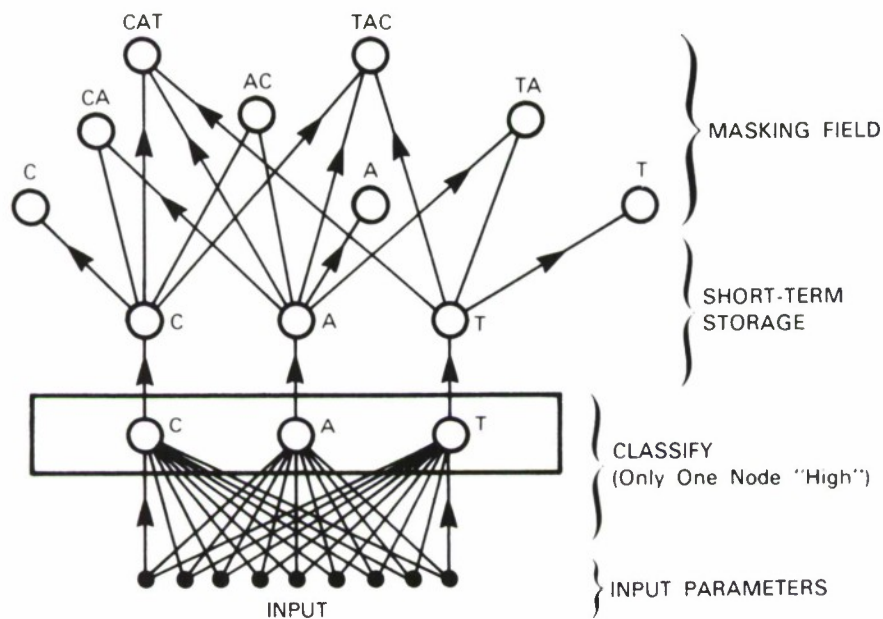 CAT
TAC
AC
TA
CA
MASKING FIELD
C
A
T
SHORT-TERM
STORAGE
C
A
T
C
A
T
CLASSIFY
(Only One Node "High")
INPUT PARAMETERS
INPUT